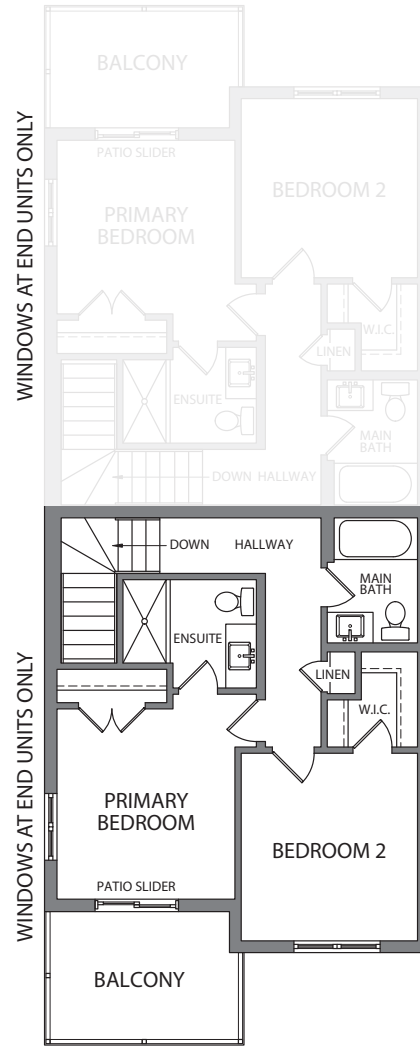 BALCONY
WINDOWS AT END UNITS ONLY
PATIO SLIDER
PRIMARY
BEDROOM
BEDROOM 2
W.I.C.
LINEN
ENSUITE
MAIN
BATH
DOWN HALLWAY
DOWN HALLWAY
MAIN
BATH
ENSUITE
LINEN
W.I.C.
WINDOWS AT END UNITS ONLY
PRIMARY
BEDROOM
BEDROOM 2
PATIO SLIDER
BALCONY